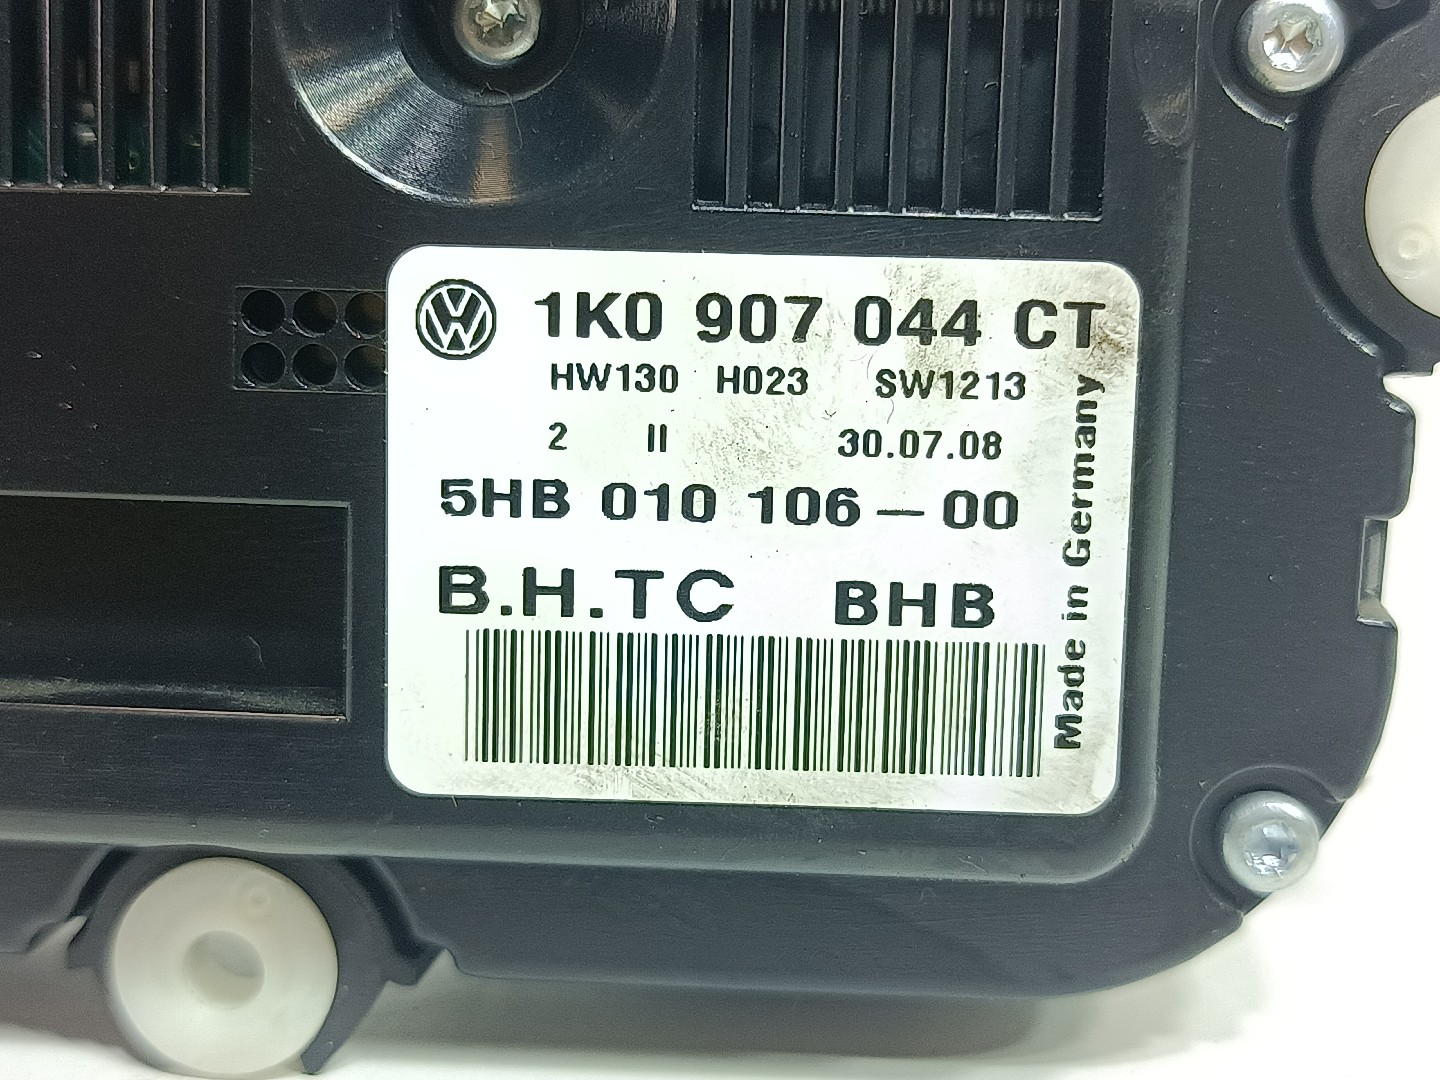 1K0 907 044 CT
HW130 H023 SW1213
2 II 30.07.08
5HB 010 106 — 00
B.H.TC BHB
Made in Germany